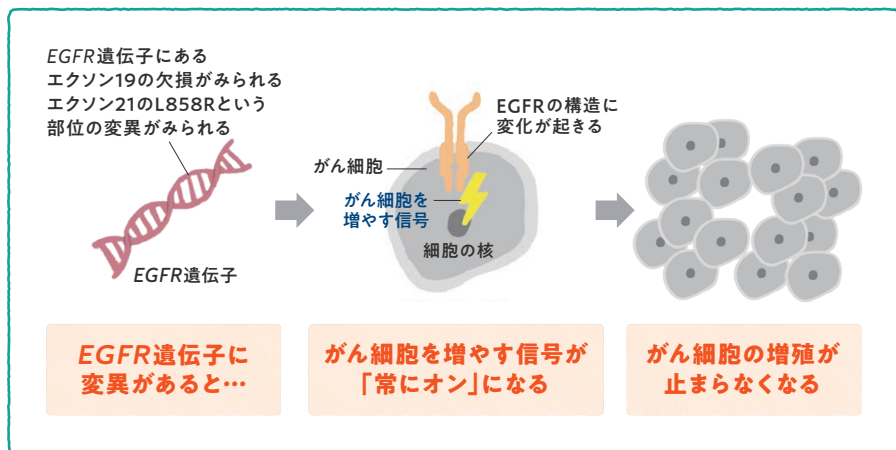 EGFR遺伝子にある
エクソン19の欠損がみられる
エクソン21のL858Rという
部位の変異がみられる
EGFR遺伝子
EGFRの構造に
変化が起きる
がん細胞
がん細胞を
増やす信号
細胞の核
EGFR遺伝子に
変異があると…
がん細胞を増やす信号が
「常にオン」になる
がん細胞の増殖が
止まらなくなる